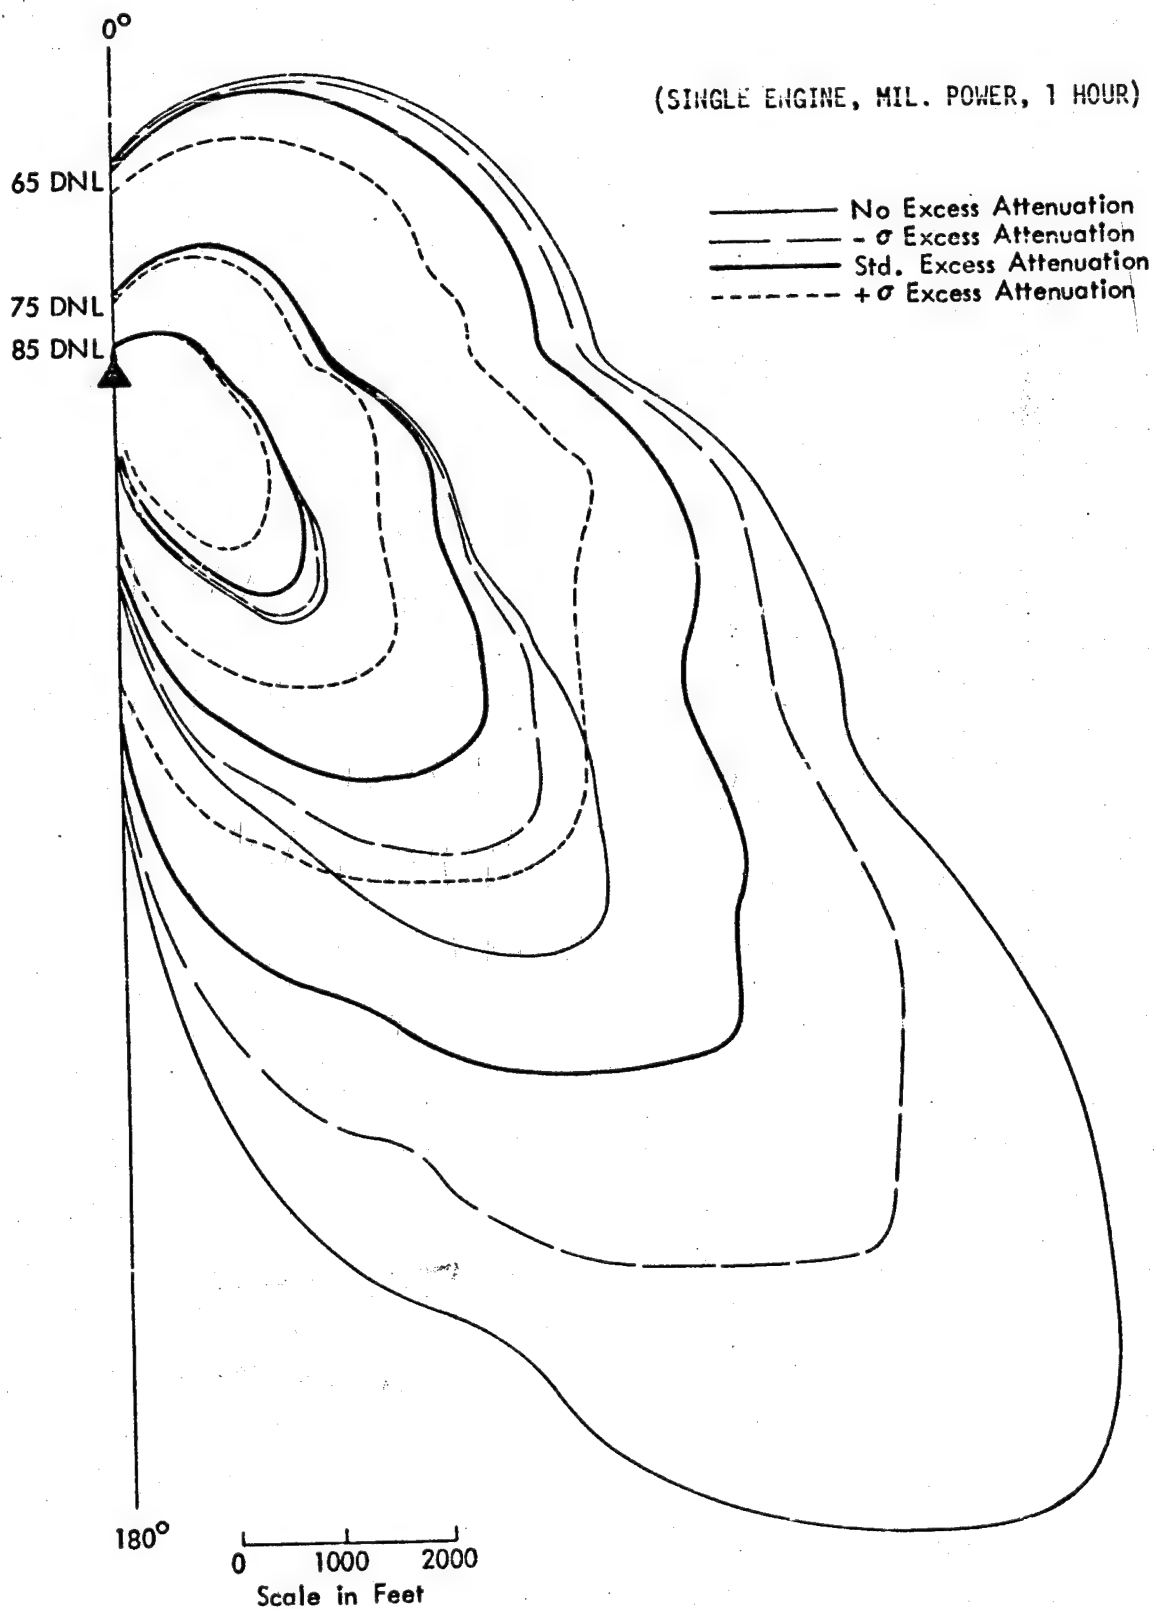 0°
(SINGLE ENGINE, MIL. POWER, 1 HOUR)
65 DNL
No Excess Attenuation
- σ Excess Attenuation
Std. Excess Attenuation
+ σ Excess Attenuation
75 DNL
85 DNL
180°
0 1000 2000
Scale in Feet